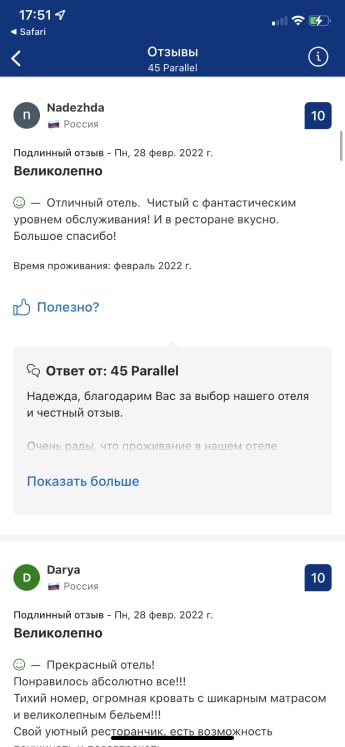 17:51
Safari
Отзывы
45 Parallel
n
Nadezhda
10
Россия
Подлинный отзыв - Пн, 28 февр. 2022 г.
Великолепно
— Отличный отель. Чистый с фантастическим
уровнем обслуживания! И в ресторане вкусно.
Большое спасибо!
Время проживания: февраль 2022 г.
Полезно?
Ответ от: 45 Parallel
Надежда, благодарим Вас за выбор нашего отеля
и честный отзыв.
Очень рады, что проживание в нашем отеле
Показать больше
D
Darya
10
Россия
Подлинный отзыв - Пн, 28 февр. 2022 г.
Великолепно
— Прекрасный отель!
Понравилось абсолютно все!!!
Тихий номер, огромная кровать с шикарным матрасом
и великолепным бельем!!!
Свой уютный ресторанчик, есть возможность